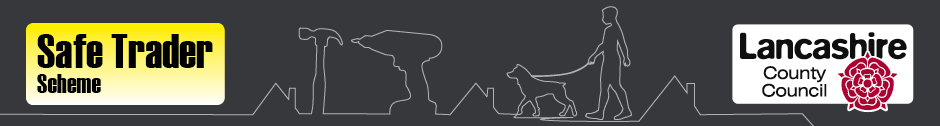 Safe Trader
Scheme
Lancashire
County
Council